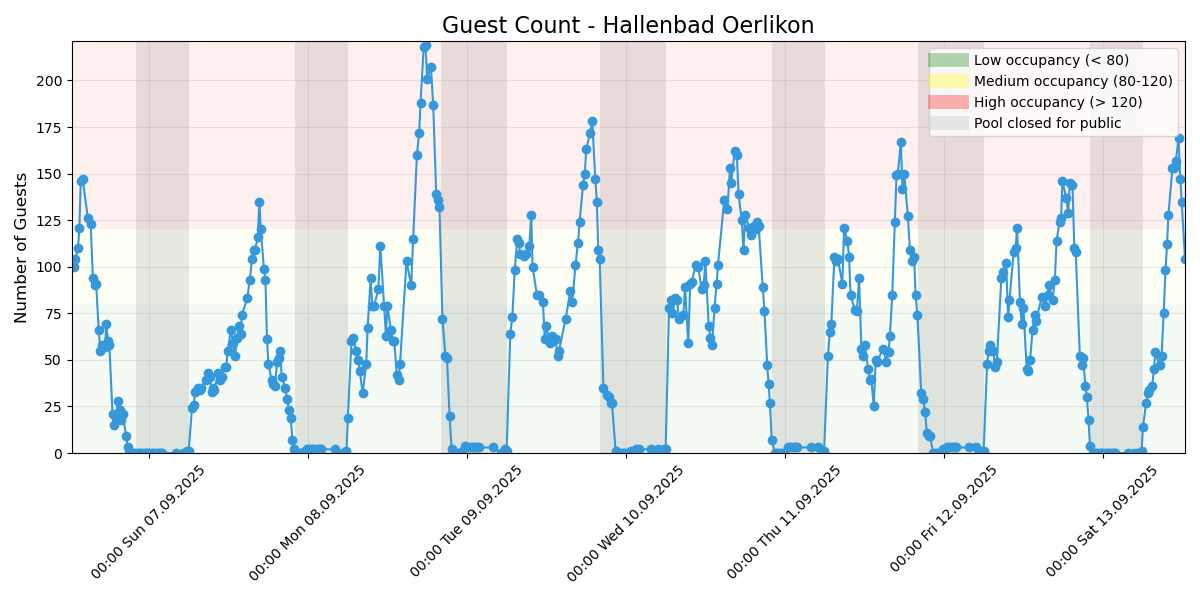 Guest Count - Hallenbad Oerlikon
Number of Guests
200
175
150
125
100
75
50
25
0
Low occupancy (< 80)
Medium occupancy (80-120)
High occupancy (> 120)
Pool closed for public
00:00 Sun 07.09.2025
00:00 Mon 08.09.2025
00:00 Tue 09.09.2025
00:00 Wed 10.09.2025
00:00 Thu 11.09.2025
00:00 Fri 12.09.2025
00:00 Sat 13.09.2025